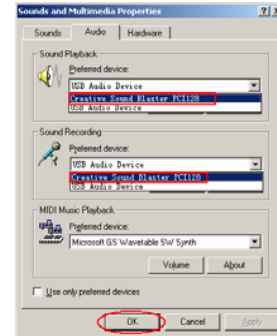 Sounds and Multimedia Properties ? X
Sounds Audio Hardware
Sound Playback
Preferred device:
USB Audio Device
Creative Sound Blaster PCI128
USB Audio Device
Sound Recording
Preferred device:
USB Audio Device
Creative Sound Blaster PCI128
USB Audio Device
MIDI Music Playback
Preferred device:
Microsoft GS Wavetable SW Synth
Volume About
Use only preferred devices
OK Cancel Apply